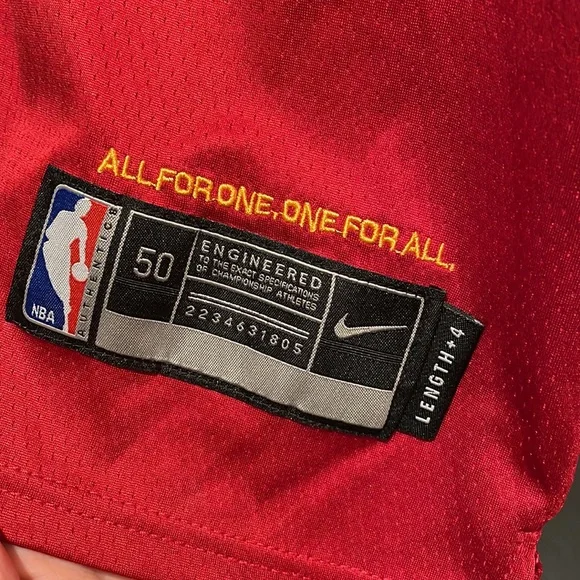 ALL.FOR.ONE.ONE.FOR.ALL.
NBA
AUTHENTICS
50
ENGINEERED
TO THE EXACT SPECIFICATIONS
OF CHAMPIONSHIP ATHLETES
2234631805
LENGTH +4